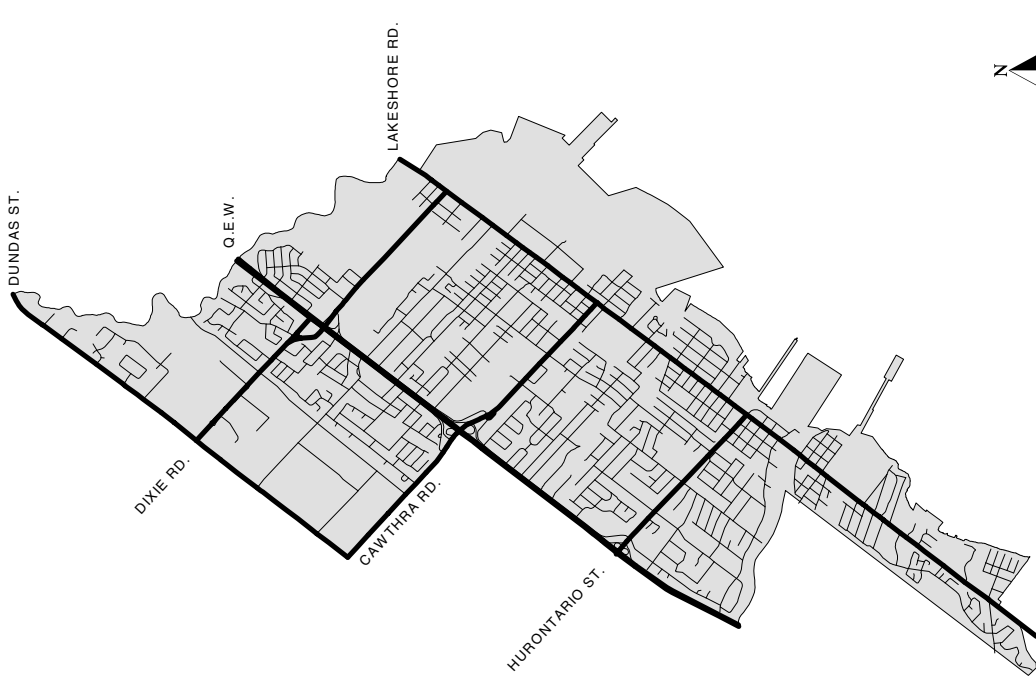 LAKESHORE RD.
N
Q.E.W.
DUNDAS ST.
DIXIE RD.
CAWTHRA RD.
HURONTARIO ST.